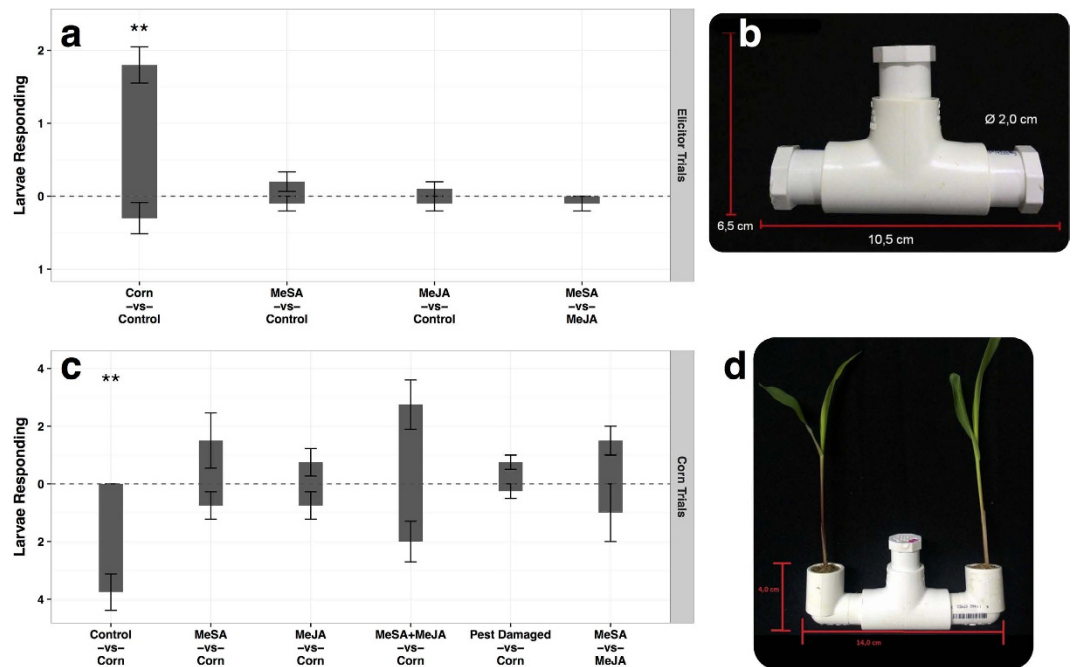 a
**
Larvae Responding
2
1
0
1
Corn
–vs–
Control
MeSA
–vs–
Control
MeJA
–vs–
Control
MeSA
–vs–
MeJA
Elicitor Trials
b
Ø 2,0 cm
6,5 cm
10,5 cm
c
**
Larvae Responding
4
2
0
2
4
Control
–vs–
Corn
MeSA
–vs–
Corn
MeJA
–vs–
Corn
MeSA+MeJA
–vs–
Corn
Pest Damaged
–vs–
Corn
MeSA
–vs–
MeJA
Corn Trials
d
4,0 cm
14,0 cm